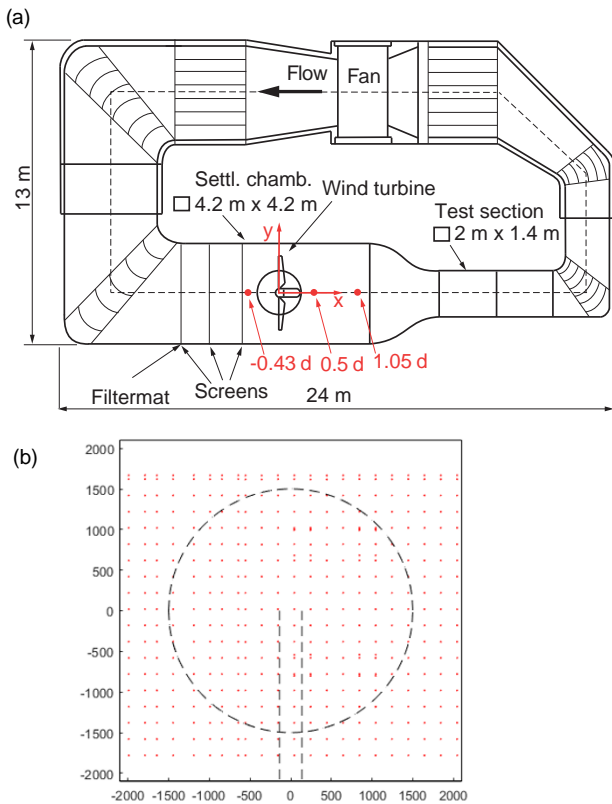 (a)
Flow
Fan
13 m
Settl. chamb.
□ 4.2 m x 4.2 m
Wind turbine
Test section
□ 2 m x 1.4 m
y
x
-0.43 d
0.5 d
1.05 d
Filtermat
Screens
24 m
(b)
2000
1500
1000
500
0
-500
-1000
-1500
-2000
-2000 -1500 -1000 -500 0 500 1000 1500 2000